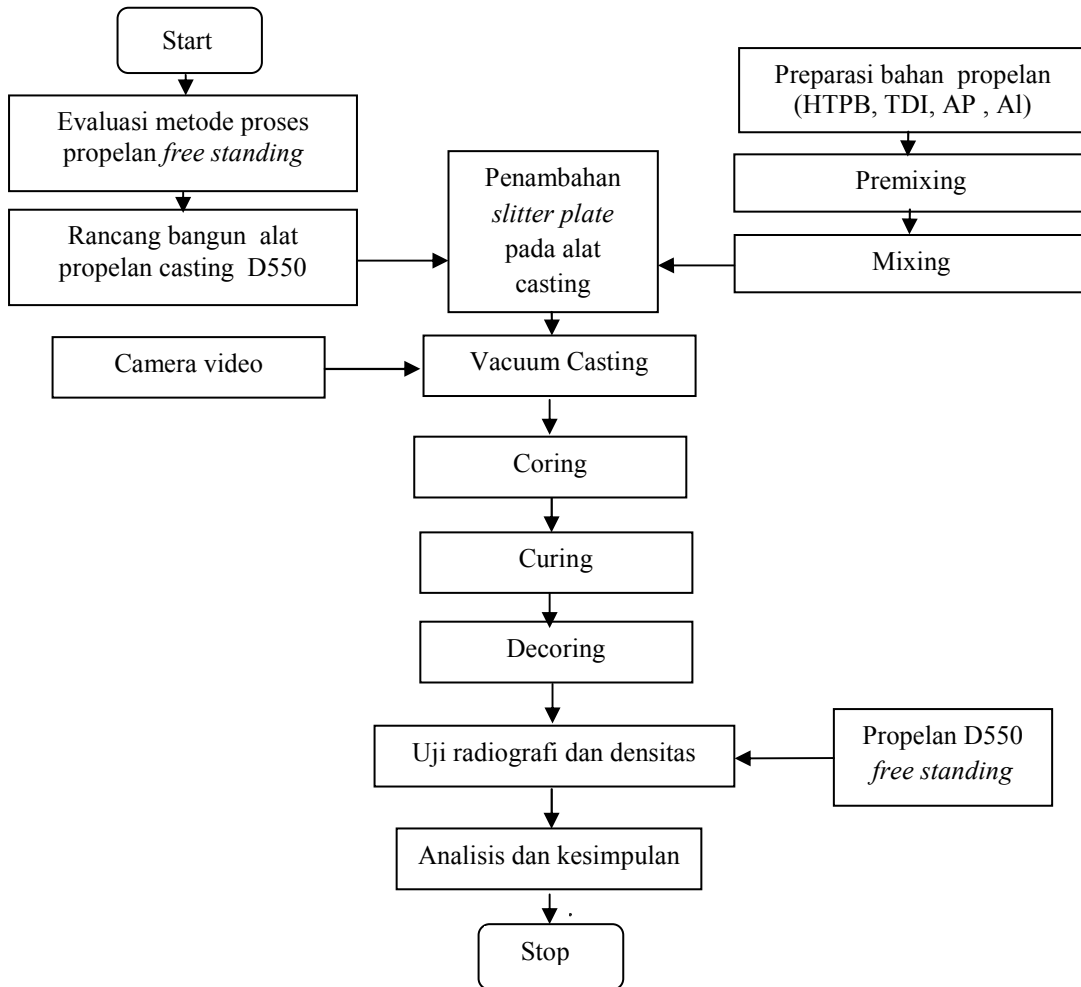 Start
Evaluasi metode proses
propelan free standing
Rancang bangun alat
propelan casting D550
Preparasi bahan propelan
(HTPB, TDI, AP , Al)
Premixing
Mixing
Penambahan
slitter plate
pada alat
casting
Camera video
Vacuum Casting
Coring
Curing
Decoring
Uji radiografi dan densitas
Propelan D550
free standing
Analisis dan kesimpulan
.
Stop